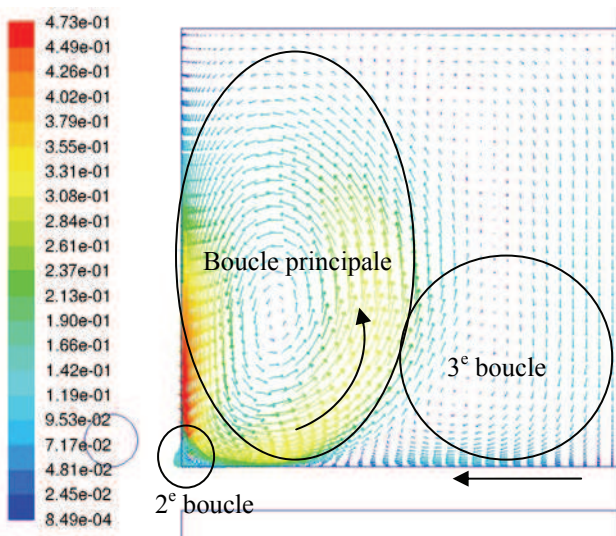 4.73e-01
4.49e-01
4.26e-01
4.02e-01
3.79e-01
3.55e-01
3.31e-01
3.08e-01
2.84e-01
2.61e-01
2.37e-01
2.13e-01
1.90e-01
1.66e-01
1.43e-01
1.19e-01
9.53e-02
7.17e-02
4.81e-02
2.45e-02
8.49e-04
Boucle principale
3e boucle
2e boucle